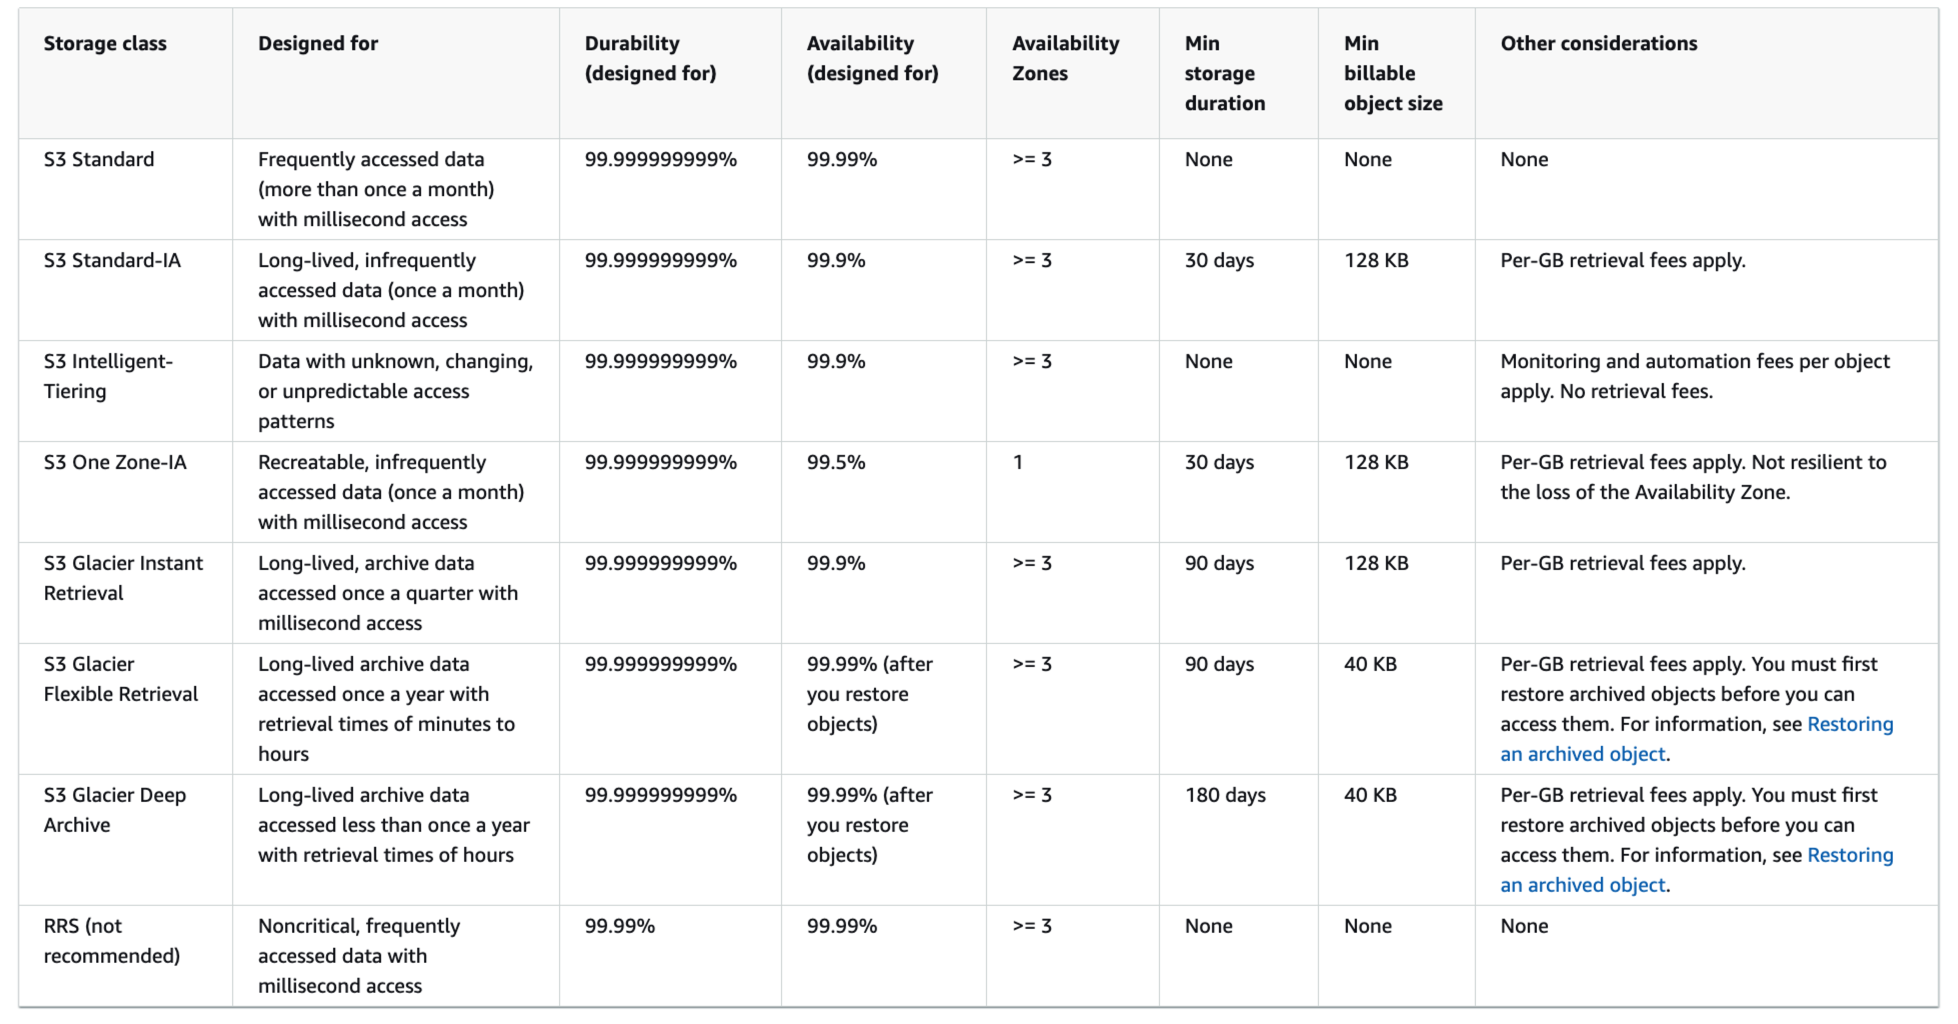 Storage class
Designed for
Durability
(designed for)
Availability
(designed for)
Availability
Zones
Min
storage
duration
Min
billable
object size
Other considerations
S3 Standard
Frequently accessed data
(more than once a month)
with millisecond access
99.999999999%
99.99%
>= 3
None
None
None
S3 Standard-IA
Long-lived, infrequently
accessed data (once a month)
with millisecond access
99.999999999%
99.9%
>= 3
30 days
128 KB
Per-GB retrieval fees apply.
S3 Intelligent-
Tiering
Data with unknown, changing,
or unpredictable access
patterns
99.999999999%
99.9%
>= 3
None
None
Monitoring and automation fees per object
apply. No retrieval fees.
S3 One Zone-IA
Recreatable, infrequently
accessed data (once a month)
with millisecond access
99.999999999%
99.5%
1
30 days
128 KB
Per-GB retrieval fees apply. Not resilient to
the loss of the Availability Zone.
S3 Glacier Instant
Retrieval
Long-lived, archive data
accessed once a quarter with
millisecond access
99.999999999%
99.9%
>= 3
90 days
128 KB
Per-GB retrieval fees apply.
S3 Glacier
Flexible Retrieval
Long-lived archive data
accessed once a year with
retrieval times of minutes to
hours
99.999999999%
99.99% (after
you restore
objects)
>= 3
90 days
40 KB
Per-GB retrieval fees apply. You must first
restore archived objects before you can
access them. For information, see Restoring
an archived object.
S3 Glacier Deep
Archive
Long-lived archive data
accessed less than once a year
with retrieval times of hours
99.999999999%
99.99% (after
you restore
objects)
>= 3
180 days
40 KB
Per-GB retrieval fees apply. You must first
restore archived objects before you can
access them. For information, see Restoring
an archived object.
RRS (not
recommended)
Noncritical, frequently
accessed data with
millisecond access
99.99%
99.99%
>= 3
None
None
None